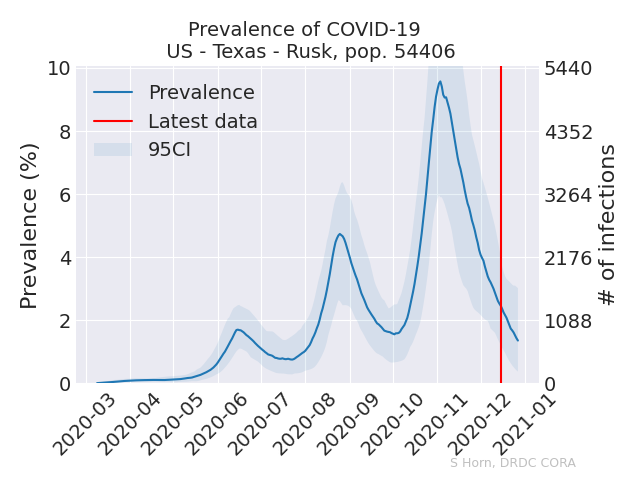 Prevalence of COVID-19
US - Texas - Rusk, pop. 54406
Prevalence
Latest data
95CI
Prevalence (%)
10
8
6
4
2
0
5440
4352
3264
2176
1088
0
# of infections
2020-03
2020-04
2020-05
2020-06
2020-07
2020-08
2020-09
2020-10
2020-11
2020-12
2021-01
S Horn, DRDC CORA